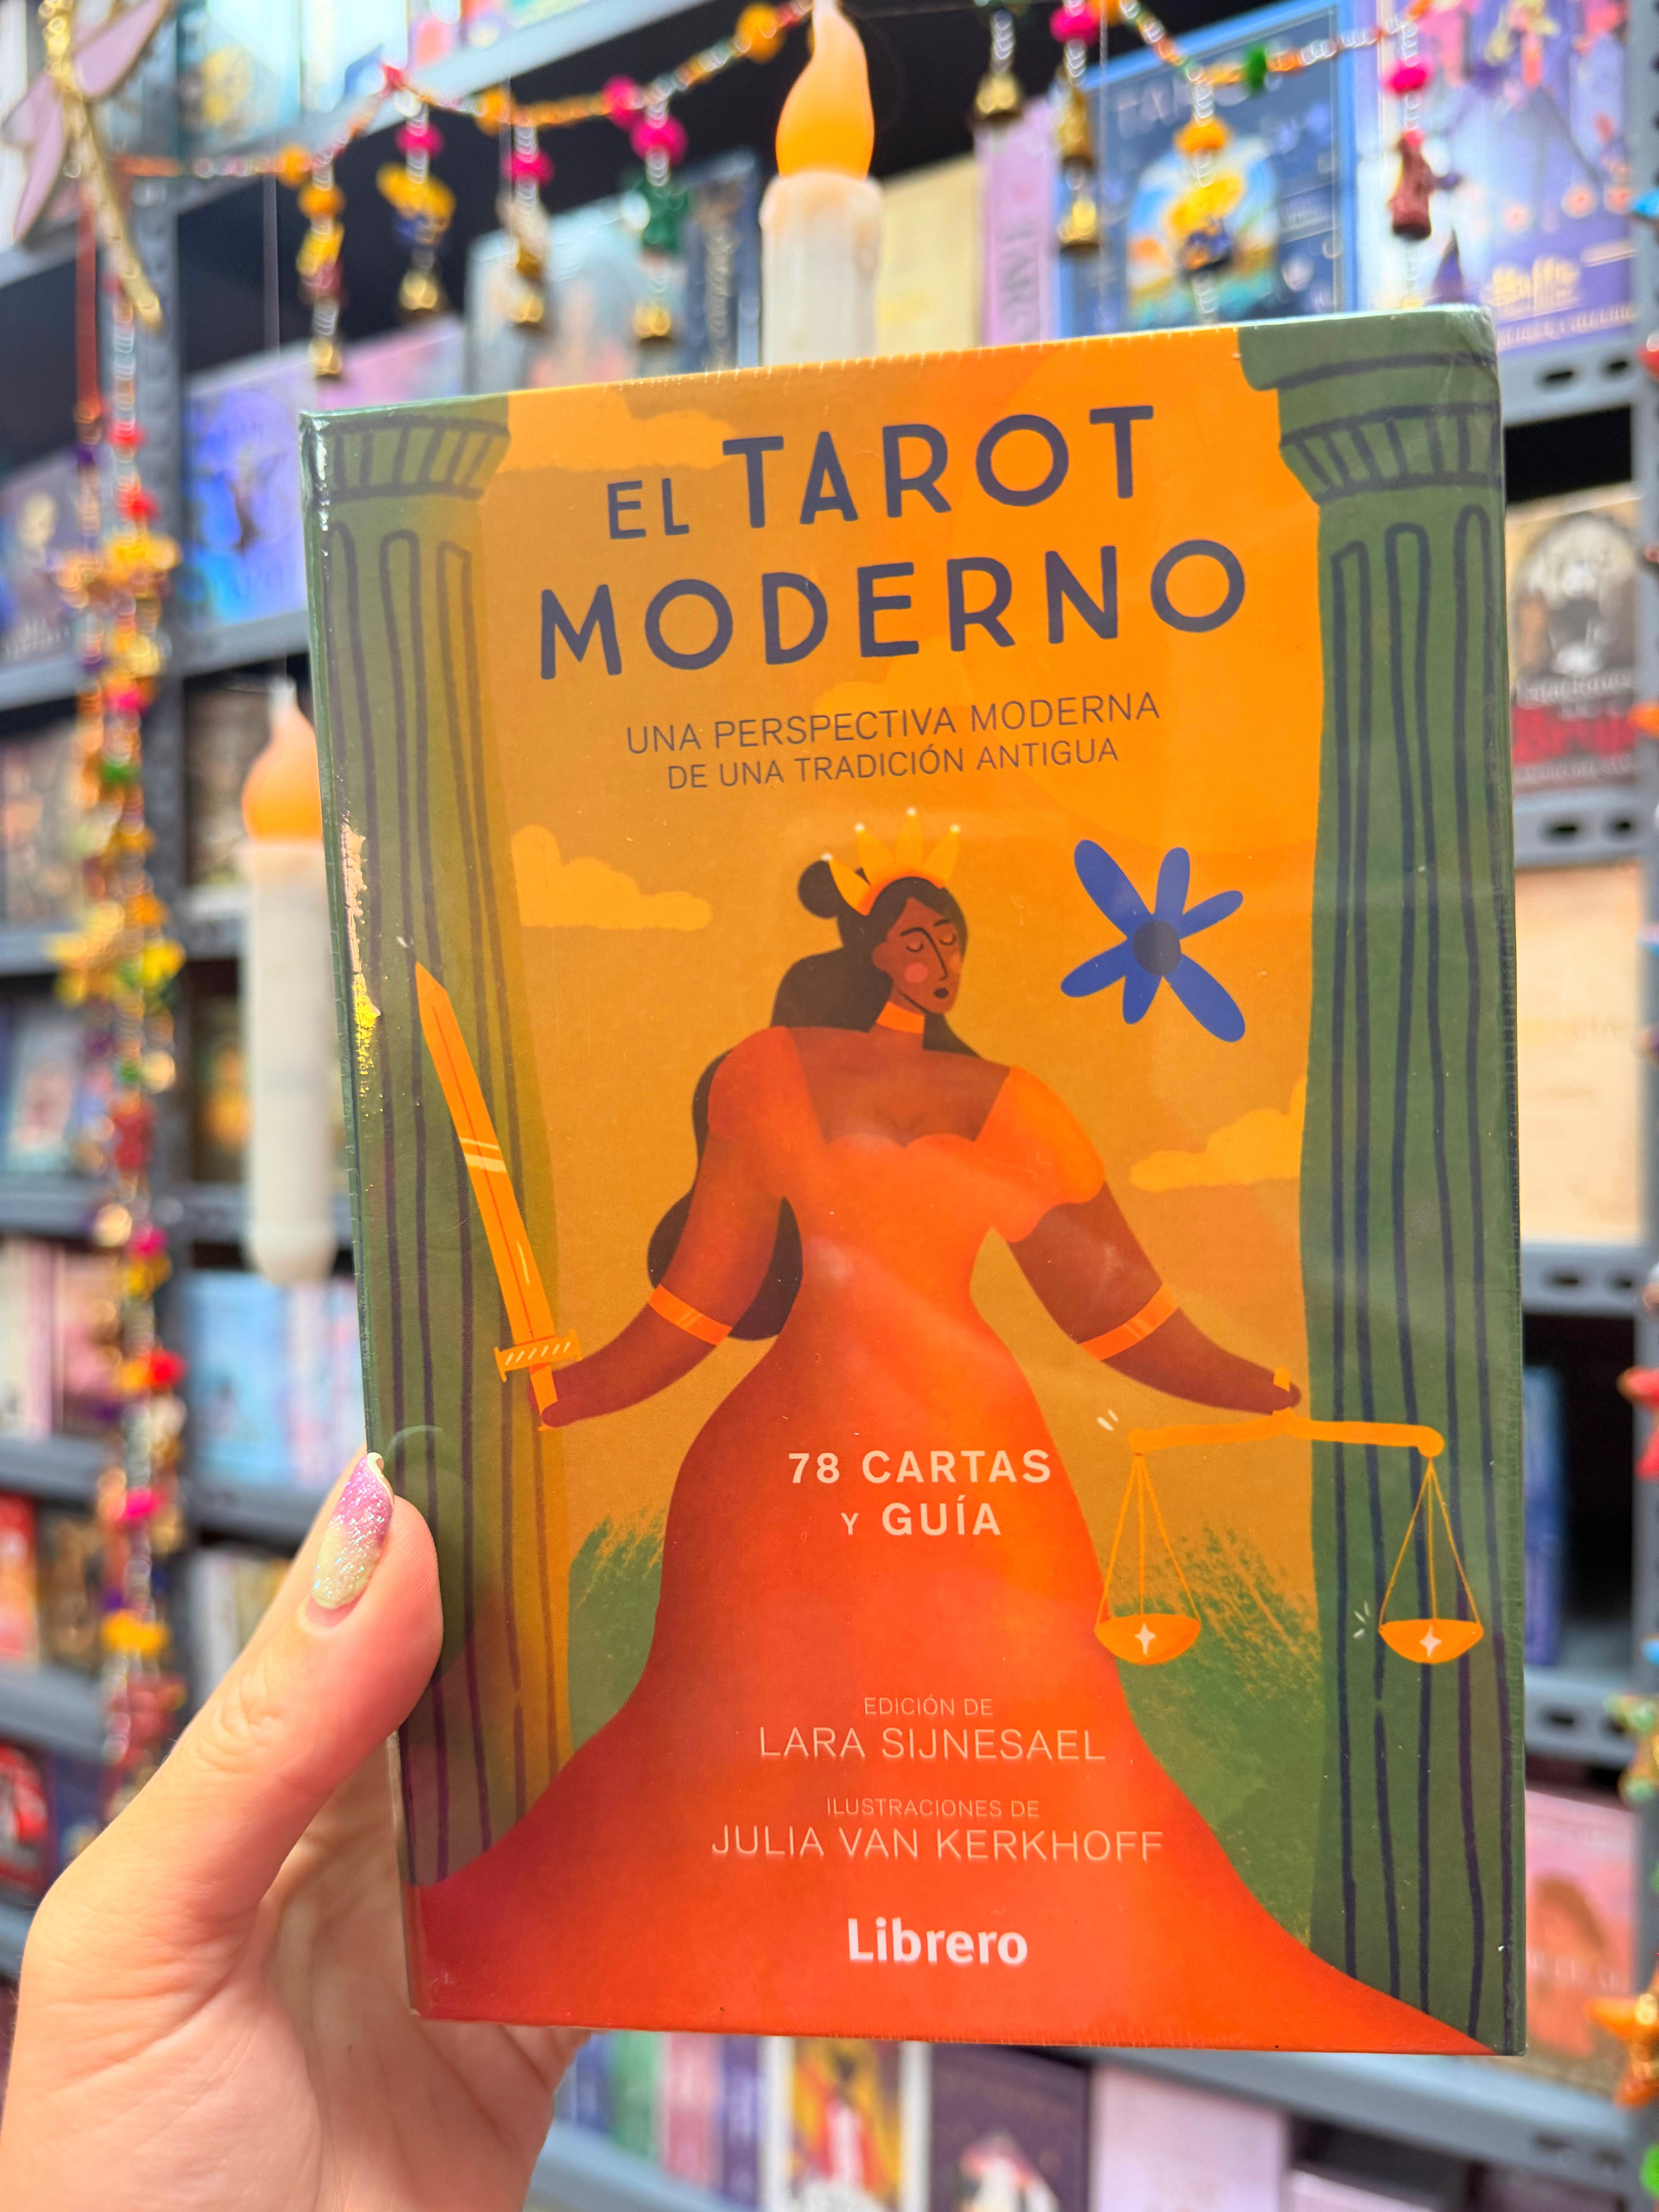 TAROT
EL TAROT
MODERNO
UNA PERSPECTIVA MODERNA
DE UNA TRADICIÓN ANTIGUA
78 CARTAS
Y GUÍA
EDICIÓN DE
LARA SIJNESAEL
ILUSTRACIONES DE
JULIA VAN KERKHOFF
Librero